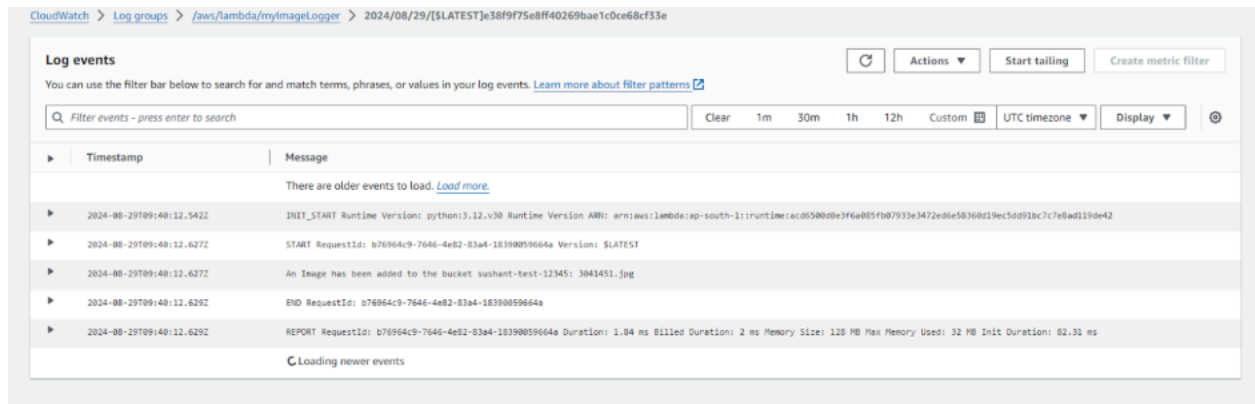 CloudWatch > Log groups > /aws/lambda/myImageLogger > 2024/08/29/[$LATEST]e38f9f75e8ff40269bae1c0ce68cf33e
Log events
Actions ▼ Start tailing Create metric filter
You can use the filter bar below to search for and match terms, phrases, or values in your log events. Learn more about filter patterns
Filter events - press enter to search Clear 1m 30m 1h 12h Custom UTC timezone ▼ Display ▼
Timestamp Message
There are older events to load. Load more.
2024-08-29T09:40:12.542Z INIT_START Runtime Version: python:3.12.v30 Runtime Version ARN: arn:aws:lambda:ap-south-1::runtime:acd6500d0e3f6a085fb07933e3472ed6e58360d19ec5dd91bc7c7e8ad119de42
2024-08-29T09:40:12.627Z START RequestId: b76964c9-7646-4e82-83a4-18390059664a Version: $LATEST
2024-08-29T09:40:12.627Z An Image has been added to the bucket sushant-test-12345: 3041451.jpg
2024-08-29T09:40:12.629Z END RequestId: b76964c9-7646-4e82-83a4-18390059664a
2024-08-29T09:40:12.629Z REPORT RequestId: b76964c9-7646-4e82-83a4-18390059664a Duration: 1.84 ms Billed Duration: 2 ms Memory Size: 128 MB Max Memory Used: 32 MB Init Duration: 82.31 ms
Loading newer events